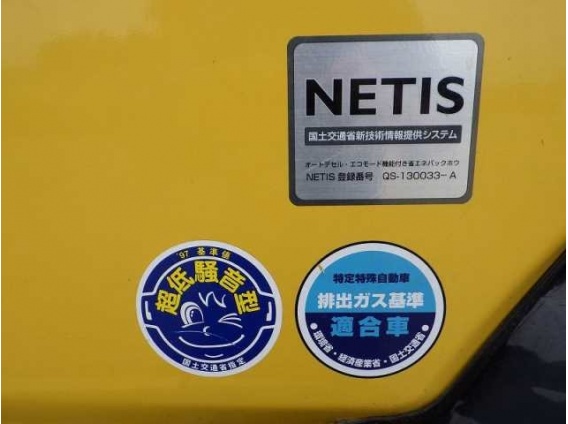 NETIS
国土交通省新技術情報提供システム
オートデセル・エコモード機能付き省エネバックホウ
NETIS 登録番号 QS-130033-A
'97 基準値
超低騒音型
国土交通省指定
特定特殊自動車
排出ガス基準
適合車
●環境省・経済産業省・国土交通省●